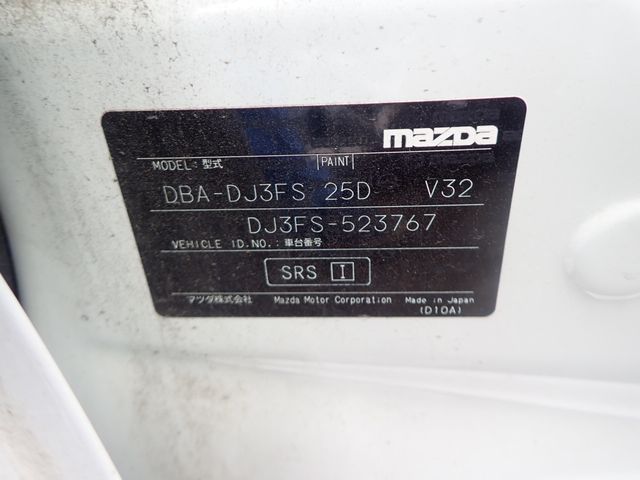 mazda
MODEL: 型式 PAINT
DBA-DJ3FS 25D V32
DJ3FS-523767
VEHICLE ID.NO.: 車台番号
SRS I
マツダ株式会社 Mazda Motor Corporation Made in Japan
(D10A)